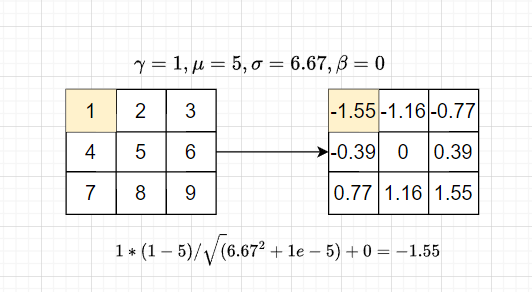 γ = 1, μ = 5, σ = 6.67, β = 0
1 2 3 -1.55 -1.16 -0.77
4 5 6 -0.39 0 0.39
7 8 9 0.77 1.16 1.55
1 * (1 − 5)/√(6.67² + 1e − 5) + 0 = −1.55